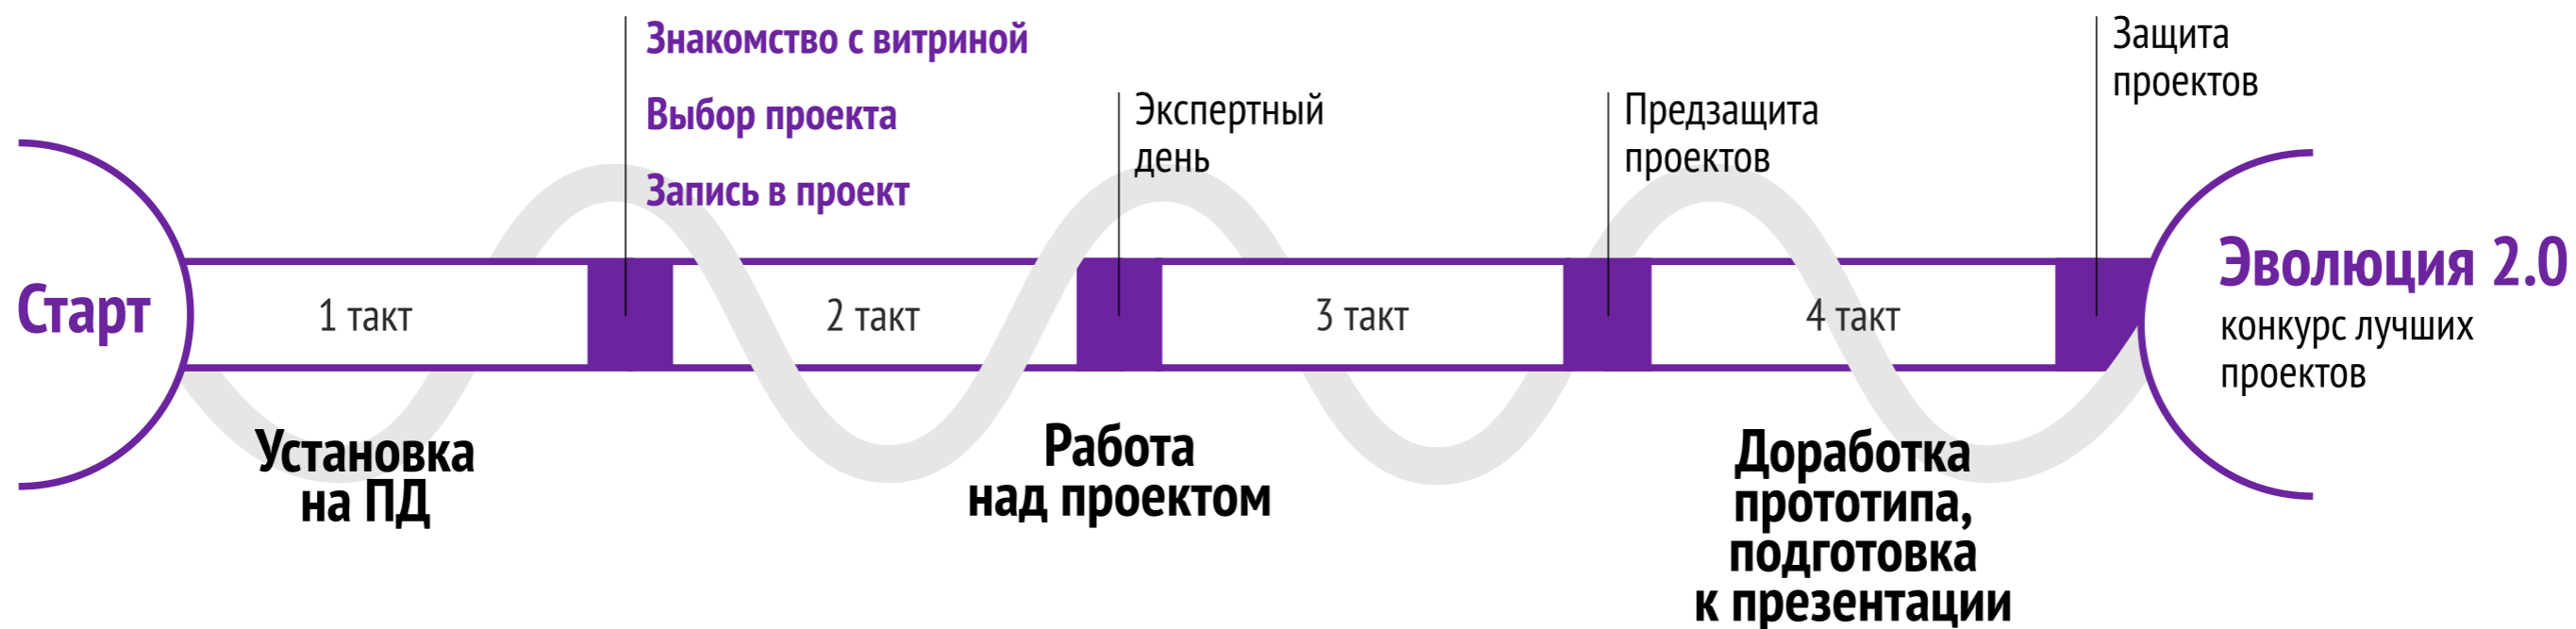 Знакомство с витриной
Выбор проекта
Запись в проект
Экспертный
день
Предзащита
проектов
Защита
проектов
Старт
1 такт
2 такт
3 такт
4 такт
Эволюция 2.0
конкурс лучших
проектов
Установка
на ПД
Работа
над проектом
Доработка
прототипа,
подготовка
к презентации